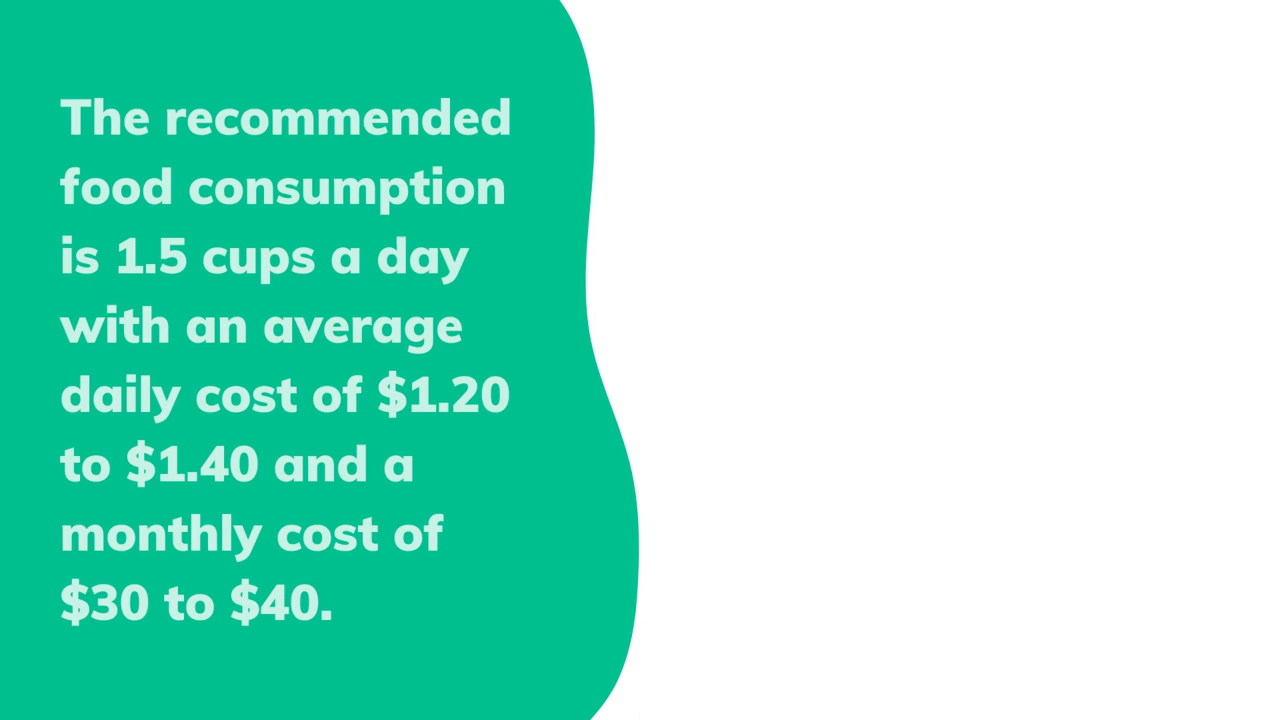 The recommended
food consumption
is 1.5 cups a day
with an average
daily cost of $1.20
to $1.40 and a
monthly cost of
$30 to $40.